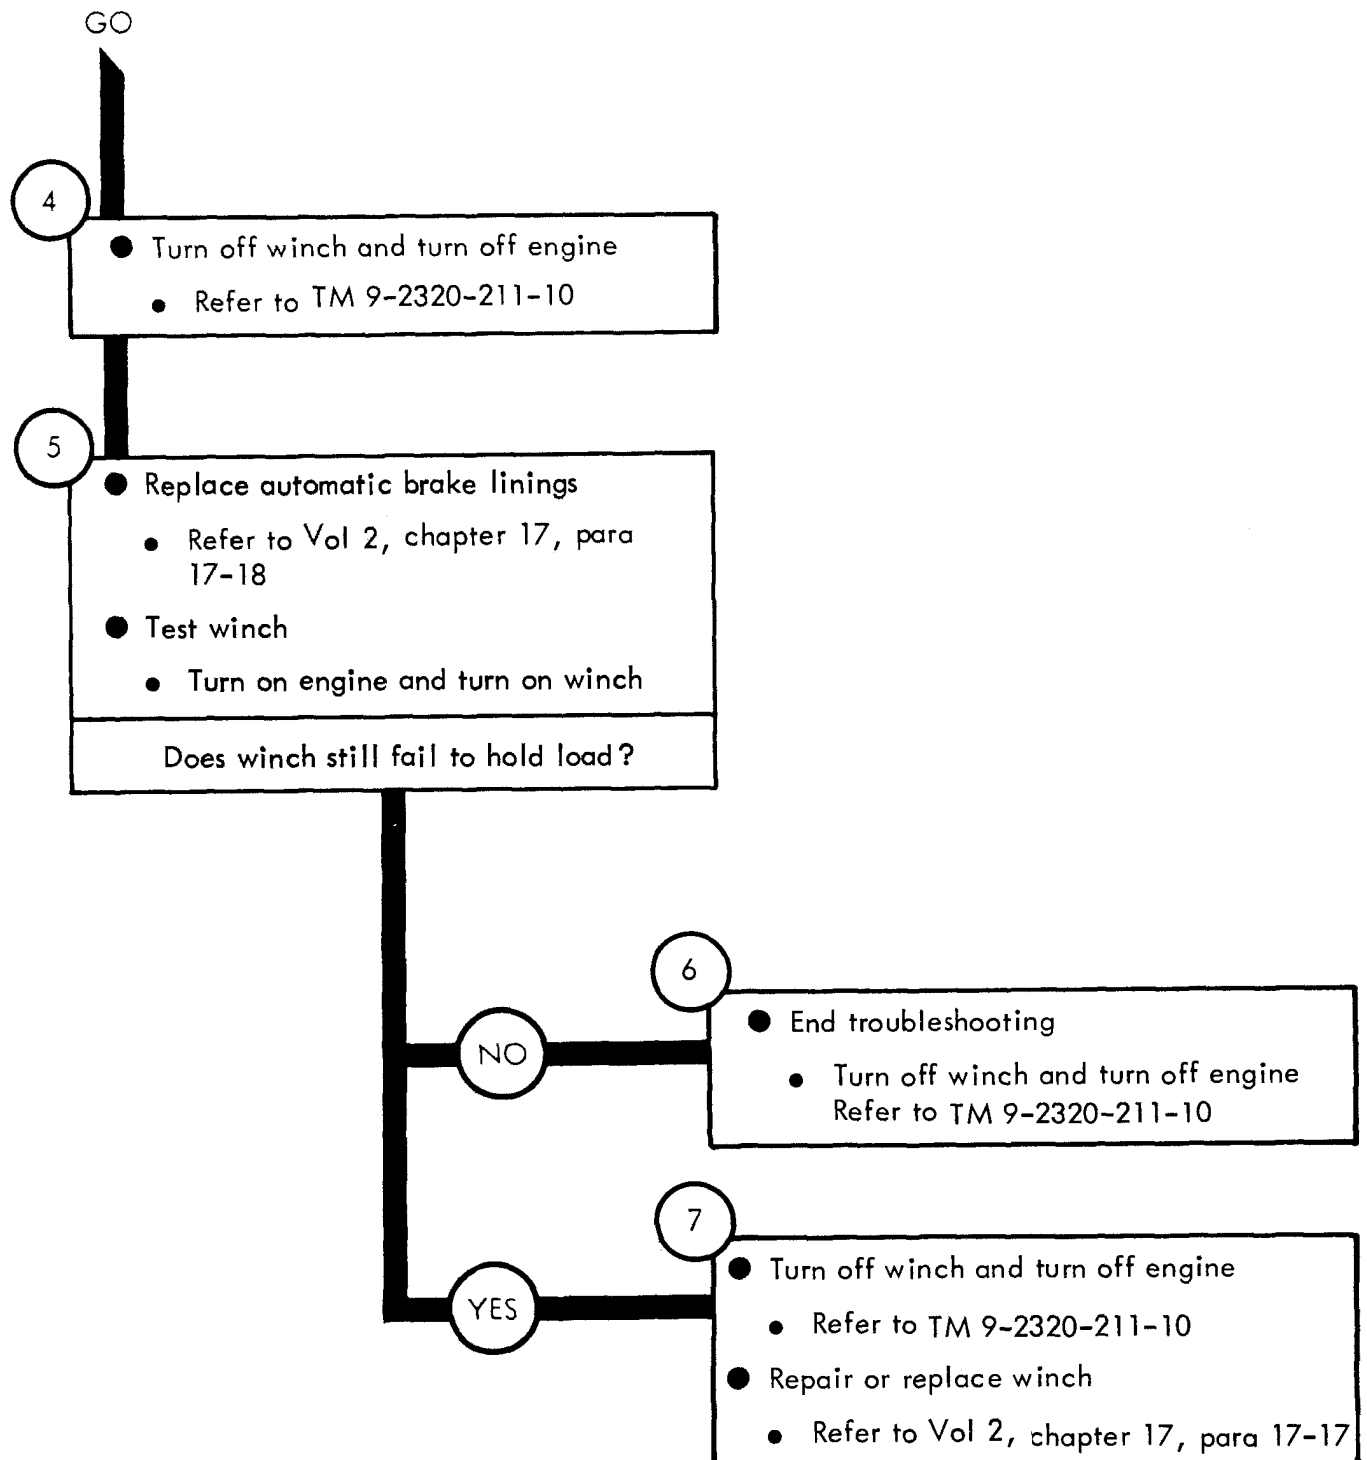 GO
4
● Turn off winch and turn off engine
● Refer to TM 9-2320-211-10
5
● Replace automatic brake linings
● Refer to Vol 2, chapter 17, para
17-18
● Test winch
● Turn on engine and turn on winch
Does winch still fail to hold load?
6
NO
● End troubleshooting
● Turn off winch and turn off engine
Refer to TM 9-2320-211-10
7
YES
● Turn off winch and turn off engine
● Refer to TM 9-2320-211-10
● Repair or replace winch
● Refer to Vol 2, chapter 17, para 17-17